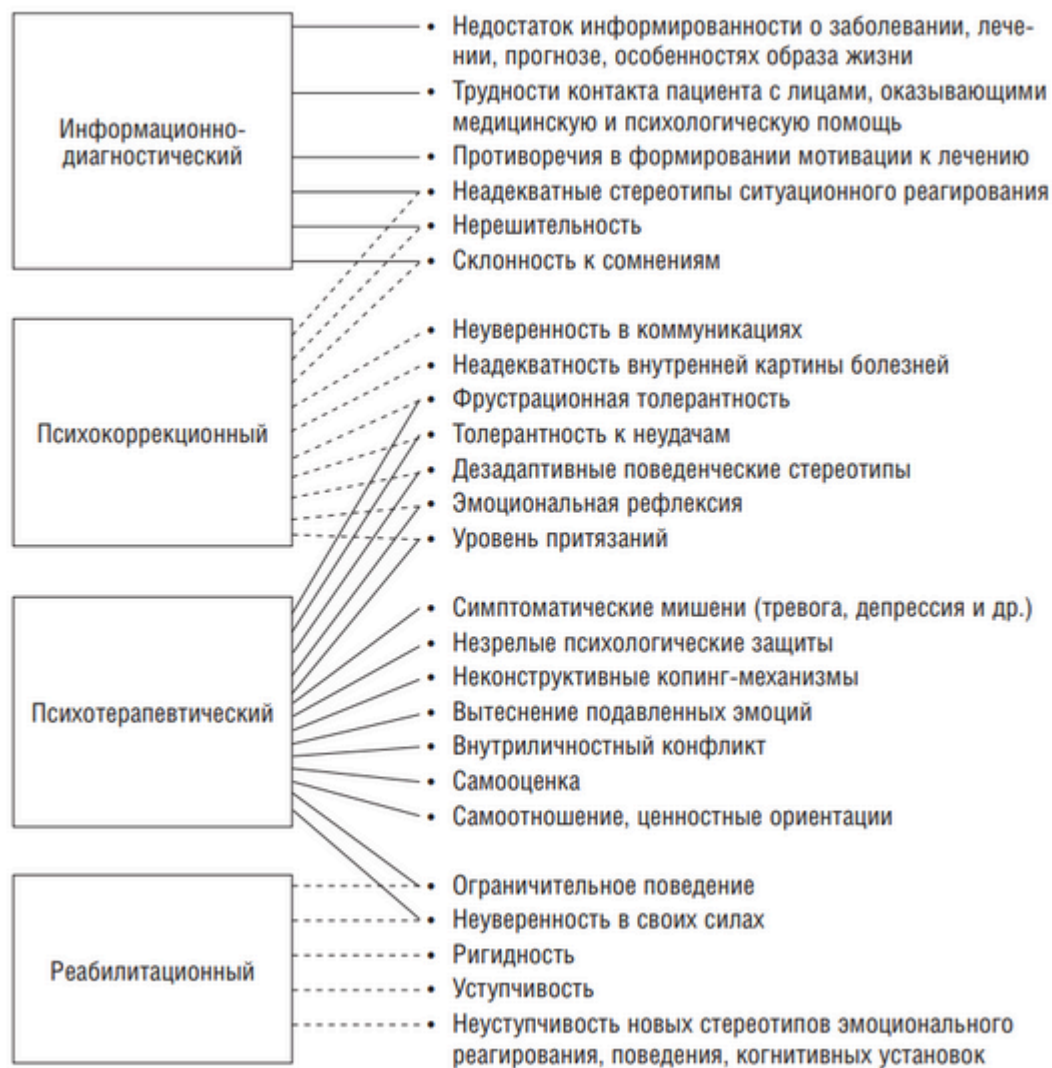 Информационно-
диагностический
• Недостаток информированности о заболевании, лече-
нии, прогнозе, особенностях образа жизни
• Трудности контакта пациента с лицами, оказывающими
медицинскую и психологическую помощь
• Противоречия в формировании мотивации к лечению
• Неадекватные стереотипы ситуационного реагирования
• Нерешительность
• Склонность к сомнениям
Психокоррекционный
• Неуверенность в коммуникациях
• Неадекватность внутренней картины болезней
• Фрустрационная толерантность
• Толерантность к неудачам
• Дезадаптивные поведенческие стереотипы
• Эмоциональная рефлексия
• Уровень притязаний
Психотерапевтический
• Симптоматические мишени (тревога, депрессия и др.)
• Незрелые психологические защиты
• Неконструктивные копинг-механизмы
• Вытеснение подавленных эмоций
• Внутриличностный конфликт
• Самооценка
• Самоотношение, ценностные ориентации
Реабилитационный
• Ограничительное поведение
• Неуверенность в своих силах
• Ригидность
• Уступчивость
• Неуступчивость новых стереотипов эмоционального
реагирования, поведения, когнитивных установок